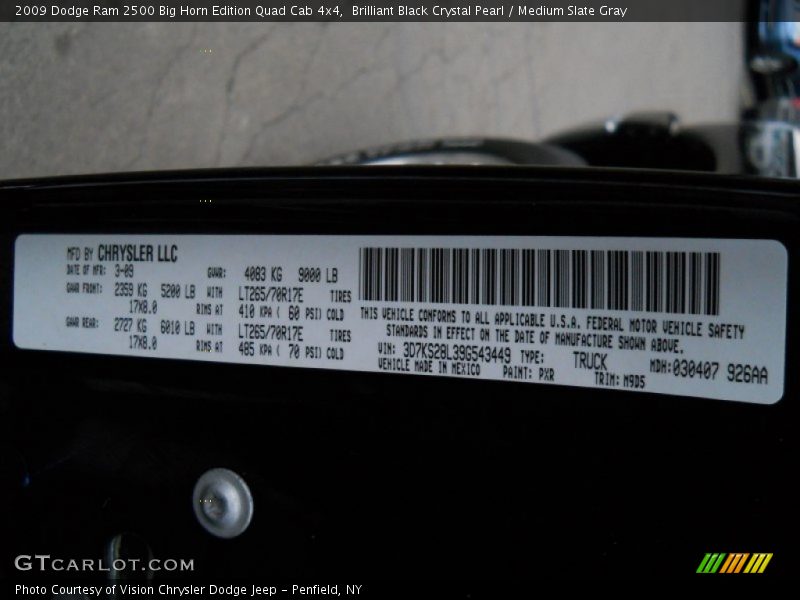 2009 Dodge Ram 2500 Big Horn Edition Quad Cab 4x4,  Brilliant Black Crystal Pearl / Medium Slate Gray
MFD BY CHRYSLER LLC
DATE OF MFR: 3-09 GVWR: 4083 KG 9000 LB
GAWR FRONT: 2359 KG 5200 LB WITH LT265/70R17E TIRES
17X8.0 RIMS AT 410 KPA ( 60 PSI) COLD
GAWR REAR: 2727 KG 6010 LB WITH LT265/70R17E TIRES
17X8.0 RIMS AT 485 KPA ( 70 PSI) COLD
THIS VEHICLE CONFORMS TO ALL APPLICABLE U.S.A. FEDERAL MOTOR VEHICLE SAFETY
STANDARDS IN EFFECT ON THE DATE OF MANUFACTURE SHOWN ABOVE.
VIN: 3D7KS28L39G543449 TYPE: TRUCK MDH:030407 926AA
VEHICLE MADE IN MEXICO PAINT: PXR TRIM: M9D5
GTCARLOT.COM
Photo Courtesy of Vision Chrysler Dodge Jeep - Penfield, NY